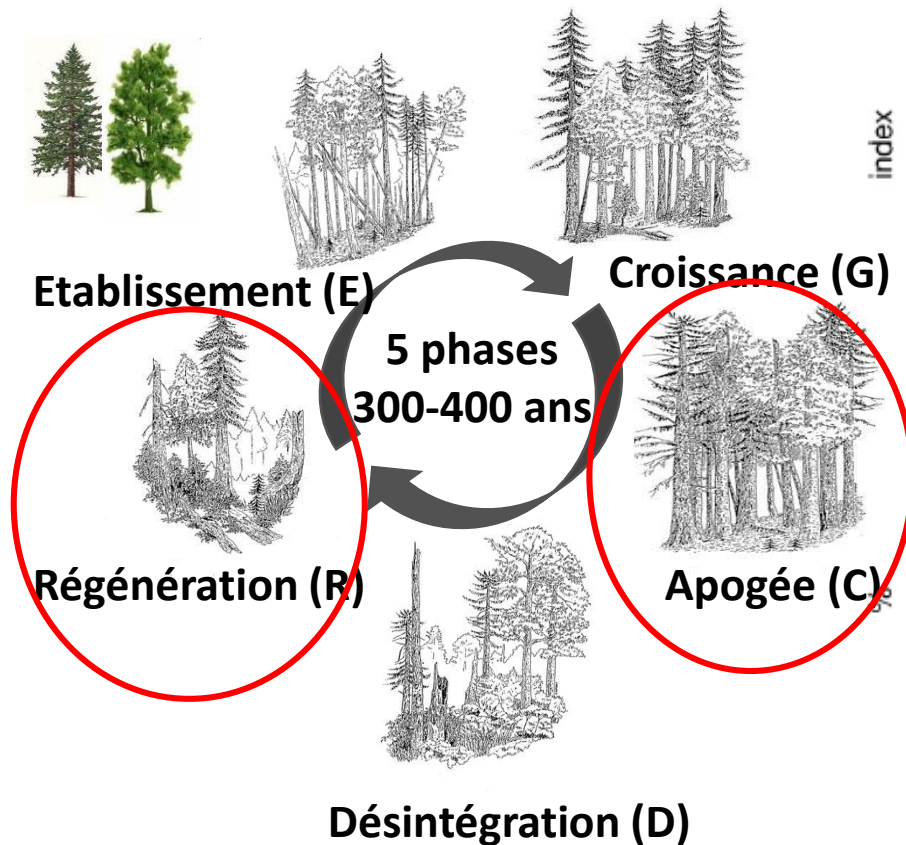 index
Etablissement (E)
Croissance (G)
5 phases
300-400 ans
Régénération (R)
Apogée (C)
%
Désintégration (D)